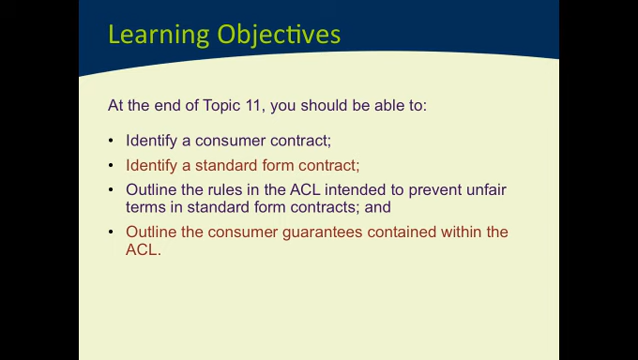 Learning Objectives
At the end of Topic 11, you should be able to:
• Identify a consumer contract;
• Identify a standard form contract;
• Outline the rules in the ACL intended to prevent unfair
terms in standard form contracts; and
• Outline the consumer guarantees contained within the
ACL.